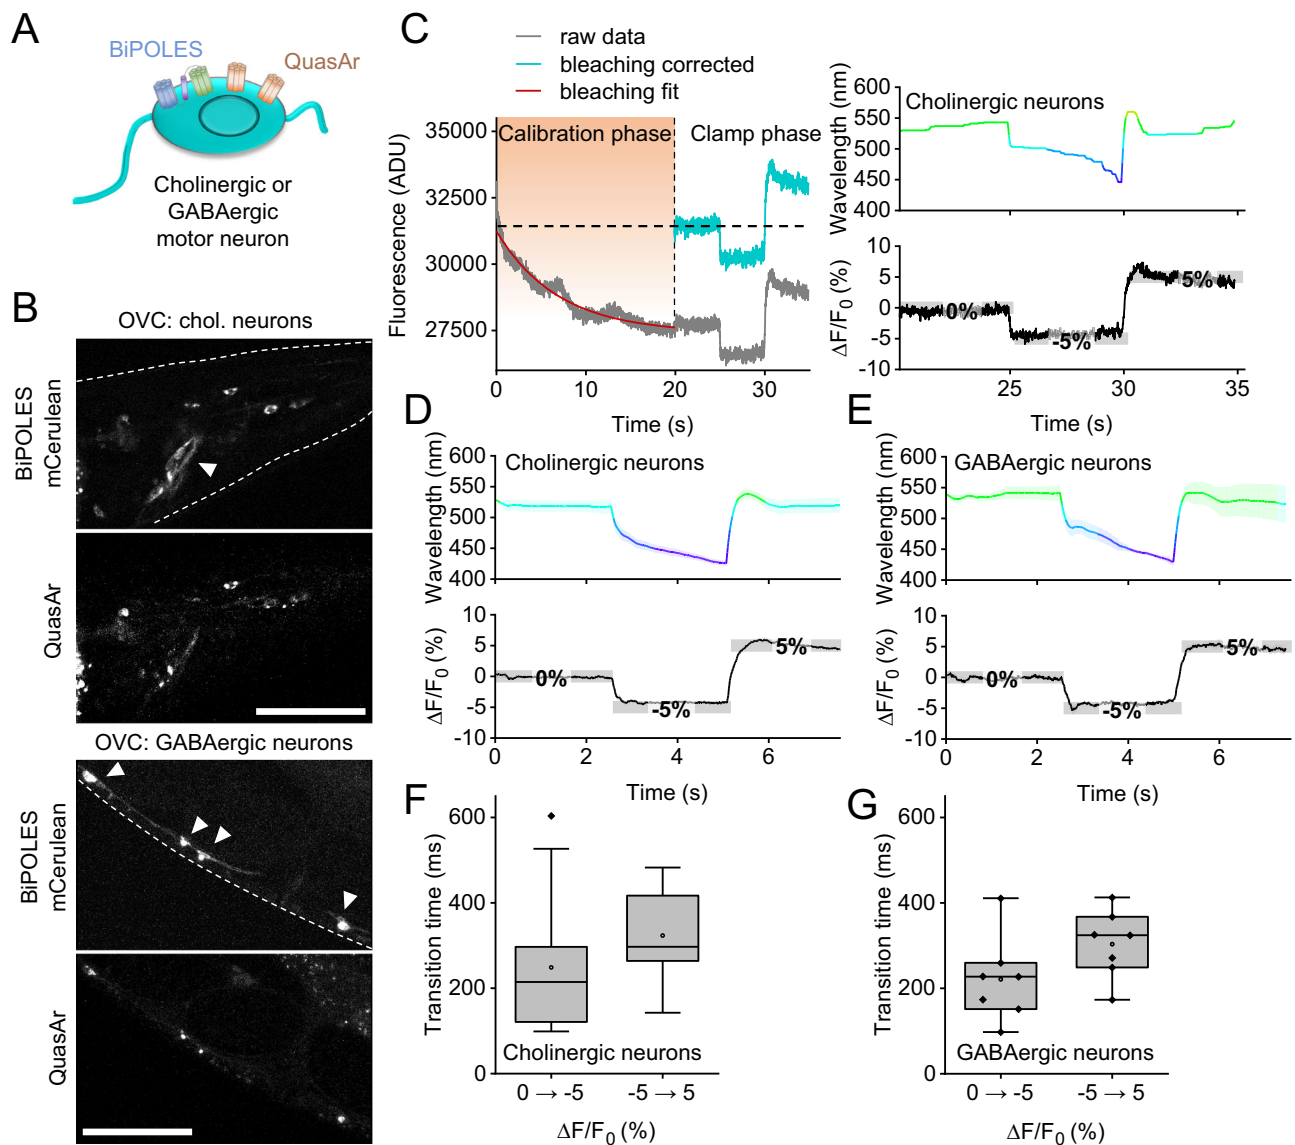 A
BiPOLES
QuasAr
Cholinergic or
GABAergic
motor neuron
B
OVC: chol. neurons
BiPOLES
mCerulean
QuasAr
OVC: GABAergic neurons
BiPOLES
mCerulean
QuasAr
C
raw data
bleaching corrected
bleaching fit
Calibration phase
Clamp phase
Fluorescence (ADU)
35000
32500
30000
27500
0
10
20
30
Time (s)
Wavelength (nm)
600
550
500
450
400
Cholinergic neurons
ΔF/F0 (%)
10
5
0
-5
-10
0%
-5%
5%
25
30
35
Time (s)
D
Wavelength (nm)
600
550
500
450
400
Cholinergic neurons
ΔF/F0 (%)
10
5
0
-5
-10
0%
-5%
5%
0
2
4
6
Time (s)
E
Wavelength (nm)
600
550
500
450
400
GABAergic neurons
ΔF/F0 (%)
10
5
0
-5
-10
0%
-5%
5%
0
2
4
6
Time (s)
F
Transition time (ms)
600
400
200
0
Cholinergic neurons
0 → -5
-5 → 5
ΔF/F0 (%)
G
Transition time (ms)
600
400
200
0
GABAergic neurons
0 → -5
-5 → 5
ΔF/F0 (%)